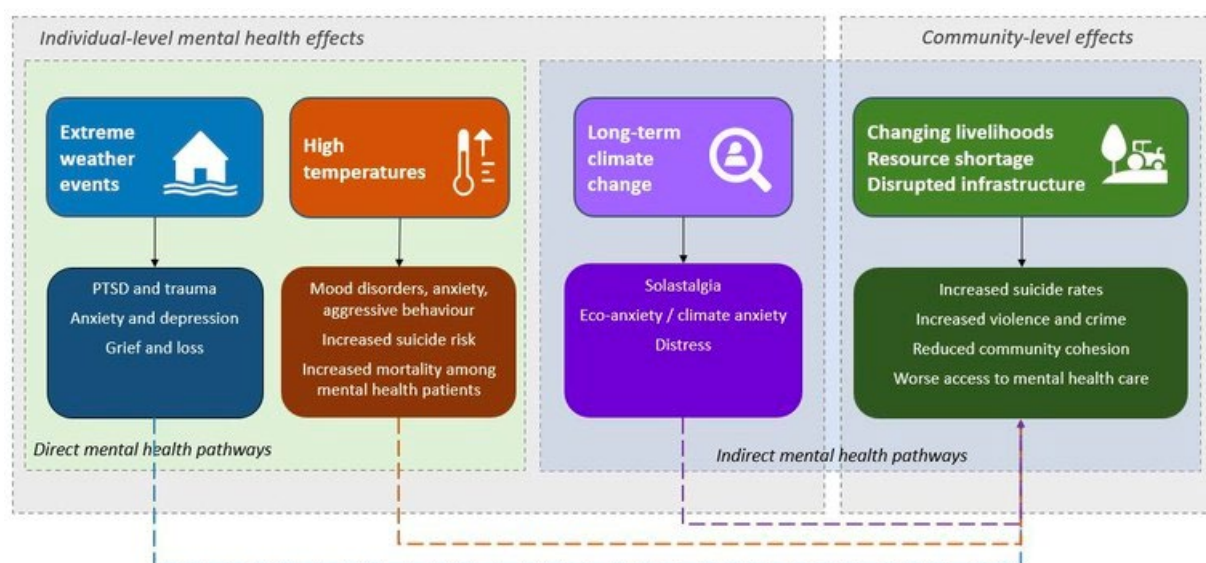 Individual-level mental health effects
Community-level effects
Extreme
weather
events
High
temperatures
Long-term
climate
change
Changing livelihoods
Resource shortage
Disrupted infrastructure
PTSD and trauma
Anxiety and depression
Grief and loss
Mood disorders, anxiety,
aggressive behaviour
Increased suicide risk
Increased mortality among
mental health patients
Solastalgia
Eco-anxiety / climate anxiety
Distress
Increased suicide rates
Increased violence and crime
Reduced community cohesion
Worse access to mental health care
Direct mental health pathways
Indirect mental health pathways